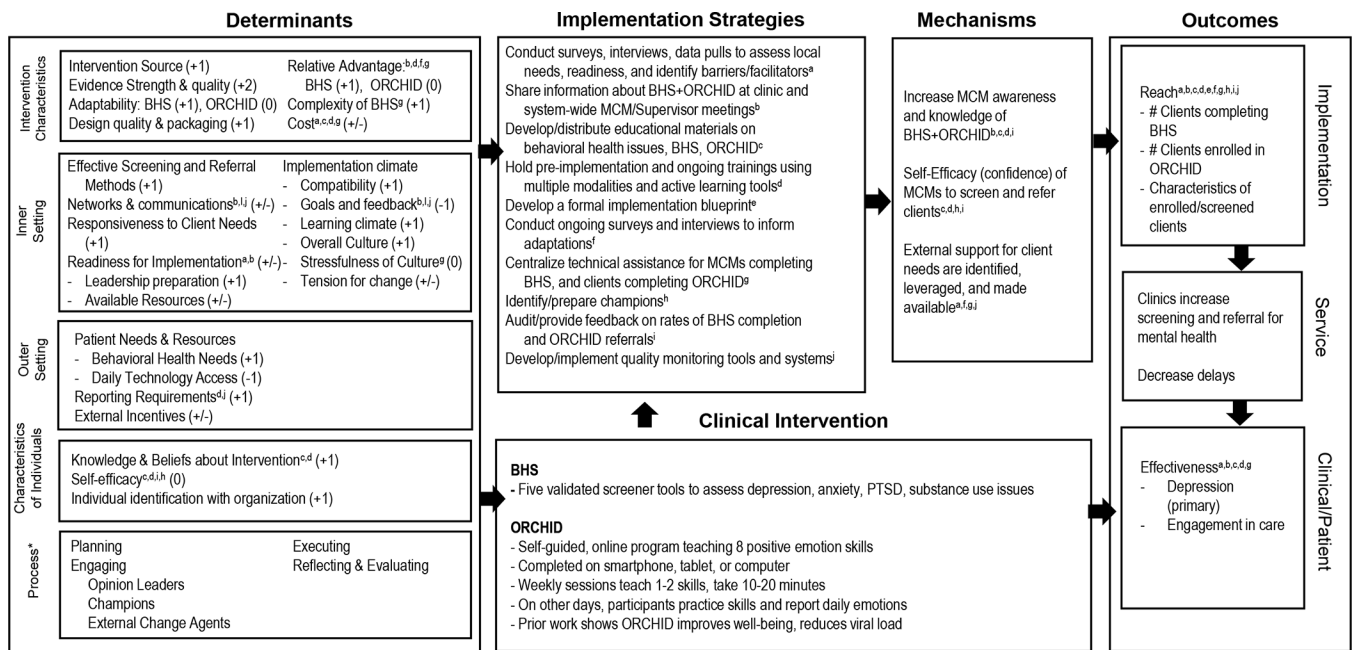 Determinants
Implementation Strategies
Mechanisms
Outcomes
Intervention
Characteristics
Intervention Source (+1)
Evidence Strength & quality (+2)
Adaptability: BHS (+1), ORCHID (0)
Design quality & packaging (+1)
Relative Advantage:b,d,f,g
BHS (+1), ORCHID (0)
Complexity of BHSg (+1)
Costa,c,d,g (+/-)
Inner
Setting
Effective Screening and Referral
Methods (+1)
Networks & communicationsb,I,j (+/-)
Responsiveness to Client Needs
(+1)
Readiness for Implementationa,b (+/-)
- Leadership preparation (+1)
- Available Resources (+/-)
Implementation climate
- Compatibility (+1)
- Goals and feedbackb,I,j (-1)
- Learning climate (+1)
- Overall Culture (+1)
- Stressfulness of Cultureg (0)
- Tension for change (+/-)
Outer
Setting
Patient Needs & Resources
- Behavioral Health Needs (+1)
- Daily Technology Access (-1)
Reporting Requirementsd,j (+1)
External Incentives (+/-)
Characteristics
of Individuals
Knowledge & Beliefs about Interventionc,d (+1)
Self-efficacyc,d,i,h (0)
Individual identification with organization (+1)
Process*
Planning
Engaging
Opinion Leaders
Champions
External Change Agents
Executing
Reflecting & Evaluating
Conduct surveys, interviews, data pulls to assess local
needs, readiness, and identify barriers/facilitatorsa
Share information about BHS+ORCHID at clinic and
system-wide MCM/Supervisor meetingsb
Develop/distribute educational materials on
behavioral health issues, BHS, ORCHIDc
Hold pre-implementation and ongoing trainings using
multiple modalities and active learning toolsd
Develop a formal implementation blueprinte
Conduct ongoing surveys and interviews to inform
adaptationsf
Centralize technical assistance for MCMs completing
BHS, and clients completing ORCHIDg
Identify/prepare championsh
Audit/provide feedback on rates of BHS completion
and ORCHID referralsi
Develop/implement quality monitoring tools and systemsj
Increase MCM awareness
and knowledge of
BHS+ORCHIDb,c,d,i
Self-Efficacy (confidence) of
MCMs to screen and refer
clientsc,d,h,i
External support for client
needs are identified,
leveraged, and made
availablea,f,g,j
Clinical Intervention
BHS
- Five validated screener tools to assess depression, anxiety, PTSD, substance use issues
ORCHID
- Self-guided, online program teaching 8 positive emotion skills
- Completed on smartphone, tablet, or computer
- Weekly sessions teach 1-2 skills, take 10-20 minutes
- On other days, participants practice skills and report daily emotions
- Prior work shows ORCHID improves well-being, reduces viral load
Reacha,b,c,d,e,f,g,h,i,j
- # Clients completing
BHS
- # Clients enrolled in
ORCHID
- Characteristics of
enrolled/screened
clients
Implementation
Clinics increase
screening and referral for
mental health
Decrease delays
Service
Effectivenessa,b,c,d,g
- Depression
(primary)
- Engagement in care
Clinical/Patient